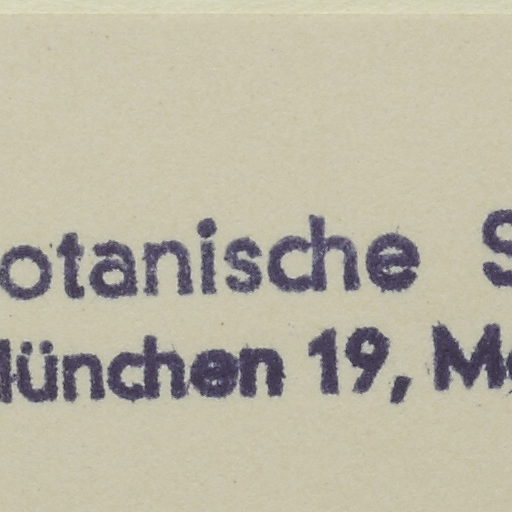 otanische S
ünchen 19, M